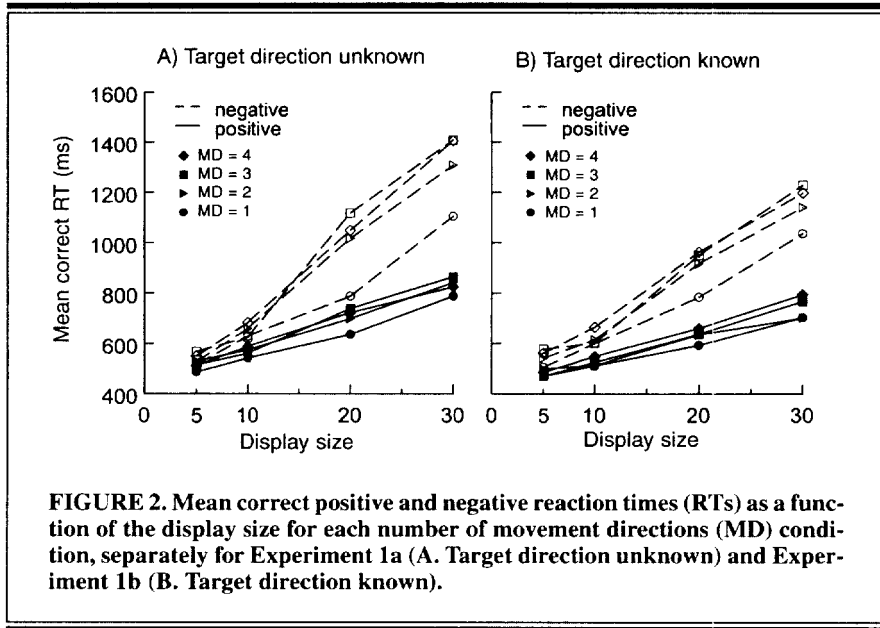 A) Target direction unknown
B) Target direction known
Mean correct RT (ms)
1600
1400
1200
1000
800
600
400
negative
positive
MD = 4
MD = 3
MD = 2
MD = 1
negative
positive
MD = 4
MD = 3
MD = 2
MD = 1
0 5 10 20 30
0 5 10 20 30
Display size
Display size
FIGURE 2. Mean correct positive and negative reaction times (RTs) as a func-
tion of the display size for each number of movement directions (MD) condi-
tion, separately for Experiment 1a (A. Target direction unknown) and Exper-
iment 1b (B. Target direction known).